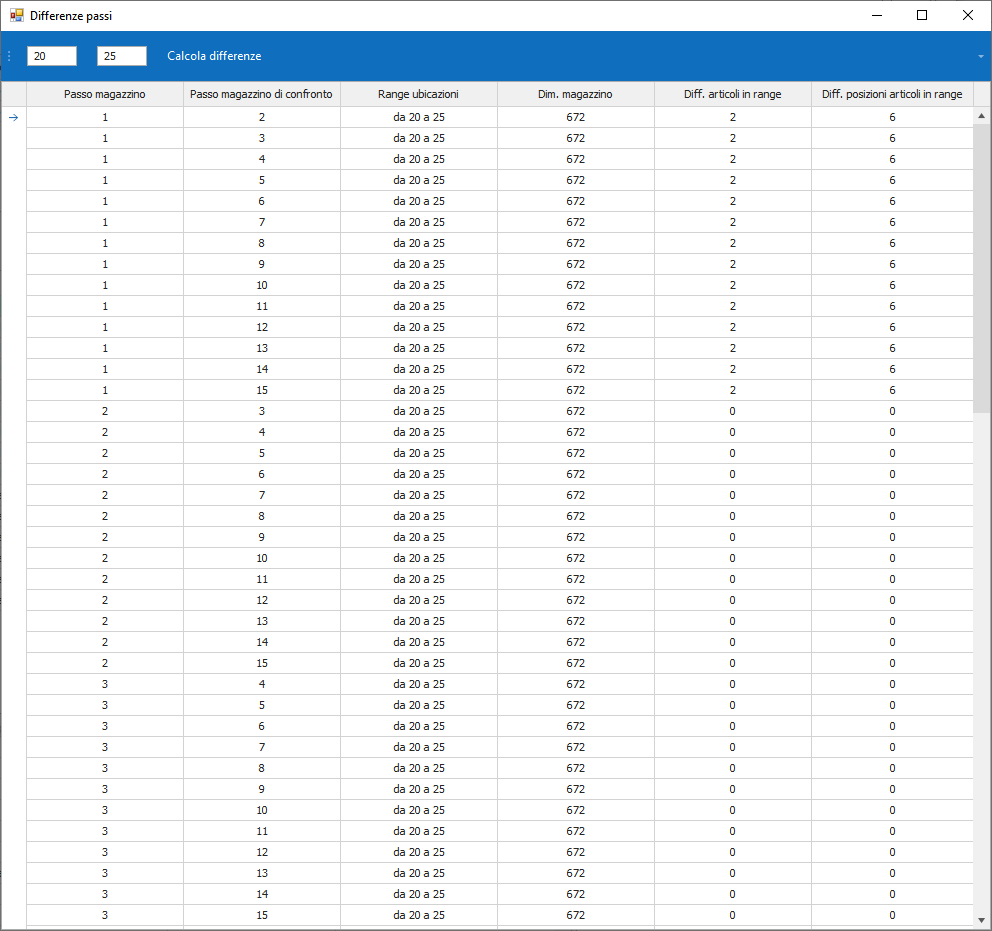 Differenze passi
20 25 Calcola differenze
Passo magazzino Passo magazzino di confronto Range ubicazioni Dim. magazzino Diff. articoli in range Diff. posizioni articoli in range
1 2 da 20 a 25 672 2 6
1 3 da 20 a 25 672 2 6
1 4 da 20 a 25 672 2 6
1 5 da 20 a 25 672 2 6
1 6 da 20 a 25 672 2 6
1 7 da 20 a 25 672 2 6
1 8 da 20 a 25 672 2 6
1 9 da 20 a 25 672 2 6
1 10 da 20 a 25 672 2 6
1 11 da 20 a 25 672 2 6
1 12 da 20 a 25 672 2 6
1 13 da 20 a 25 672 2 6
1 14 da 20 a 25 672 2 6
1 15 da 20 a 25 672 2 6
2 3 da 20 a 25 672 0 0
2 4 da 20 a 25 672 0 0
2 5 da 20 a 25 672 0 0
2 6 da 20 a 25 672 0 0
2 7 da 20 a 25 672 0 0
2 8 da 20 a 25 672 0 0
2 9 da 20 a 25 672 0 0
2 10 da 20 a 25 672 0 0
2 11 da 20 a 25 672 0 0
2 12 da 20 a 25 672 0 0
2 13 da 20 a 25 672 0 0
2 14 da 20 a 25 672 0 0
2 15 da 20 a 25 672 0 0
3 4 da 20 a 25 672 0 0
3 5 da 20 a 25 672 0 0
3 6 da 20 a 25 672 0 0
3 7 da 20 a 25 672 0 0
3 8 da 20 a 25 672 0 0
3 9 da 20 a 25 672 0 0
3 10 da 20 a 25 672 0 0
3 11 da 20 a 25 672 0 0
3 12 da 20 a 25 672 0 0
3 13 da 20 a 25 672 0 0
3 14 da 20 a 25 672 0 0
3 15 da 20 a 25 672 0 0